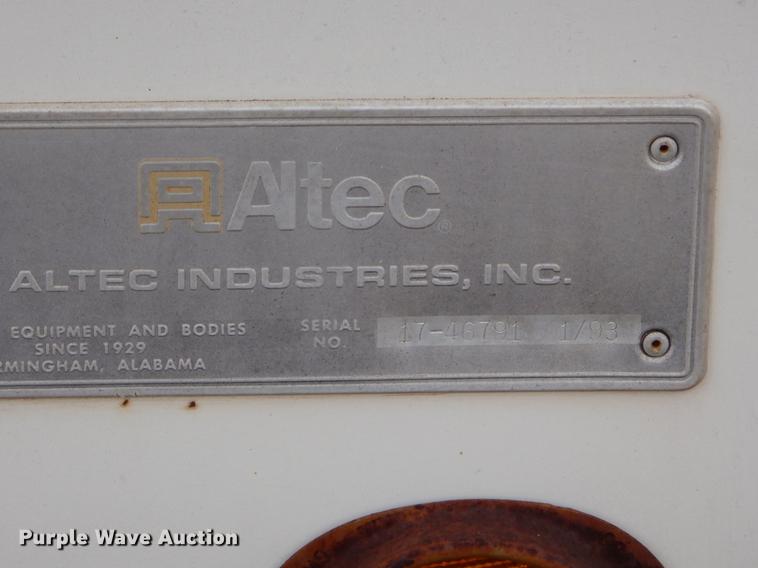 Altec®
ALTEC INDUSTRIES, INC.
EQUIPMENT AND BODIES
SINCE 1929
RMINGHAM, ALABAMA
SERIAL
NO.
17-46791 1/93
Purple Wave Auction